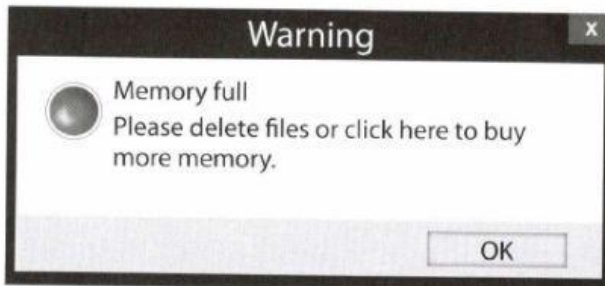 Warning
X
Memory full
Please delete files or click here to buy
more memory.
OK